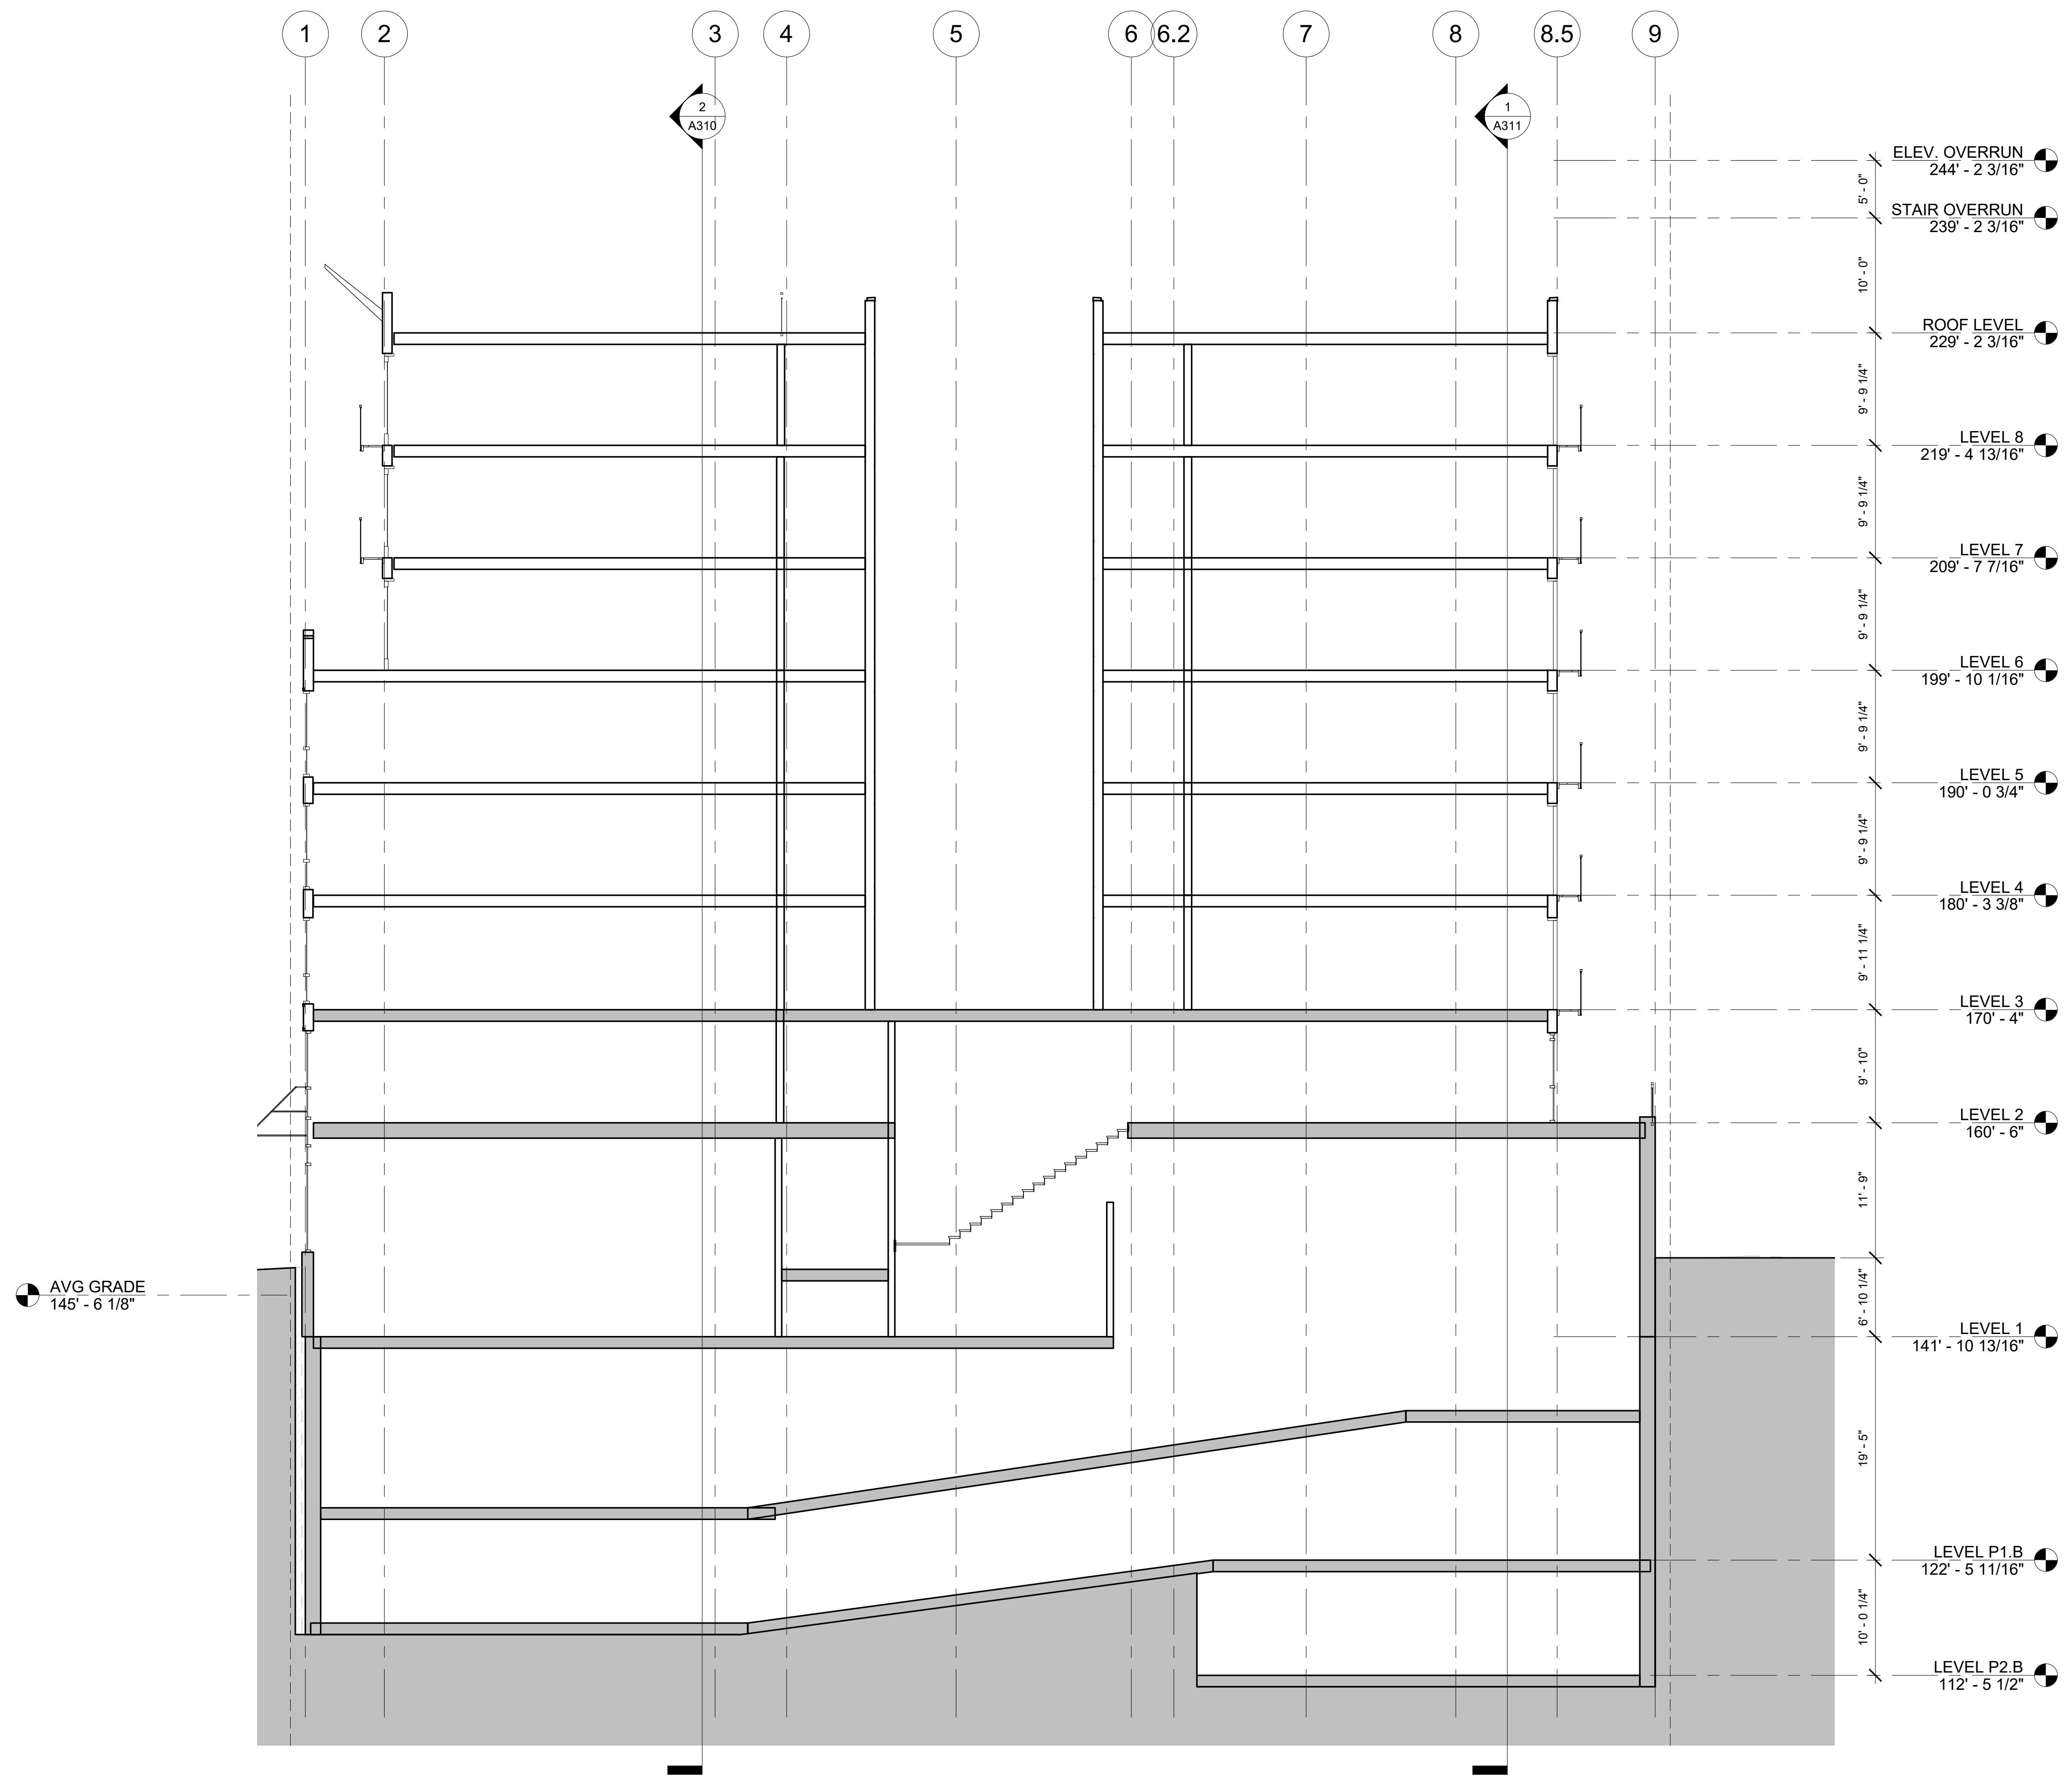 1
2
3
4
5
6
6.2
7
8
8.5
9
2
A310
1
A311
ELEV. OVERRUN
244' - 2 3/16"
5' - 0"
STAIR OVERRUN
239' - 2 3/16"
10' - 0"
ROOF LEVEL
229' - 2 3/16"
9' - 9 1/4"
LEVEL 8
219' - 4 13/16"
9' - 9 1/4"
LEVEL 7
209' - 7 7/16"
9' - 9 1/4"
LEVEL 6
199' - 10 1/16"
9' - 9 1/4"
LEVEL 5
190' - 0 3/4"
9' - 9 1/4"
LEVEL 4
180' - 3 3/8"
9' - 11 1/4"
LEVEL 3
170' - 4"
9' - 10"
LEVEL 2
160' - 6"
11' - 9"
AVG GRADE
145' - 6 1/8"
6' - 10 1/4"
LEVEL 1
141' - 10 13/16"
19' - 5"
LEVEL P1.B
122' - 5 11/16"
10' - 0 1/4"
LEVEL P2.B
112' - 5 1/2"